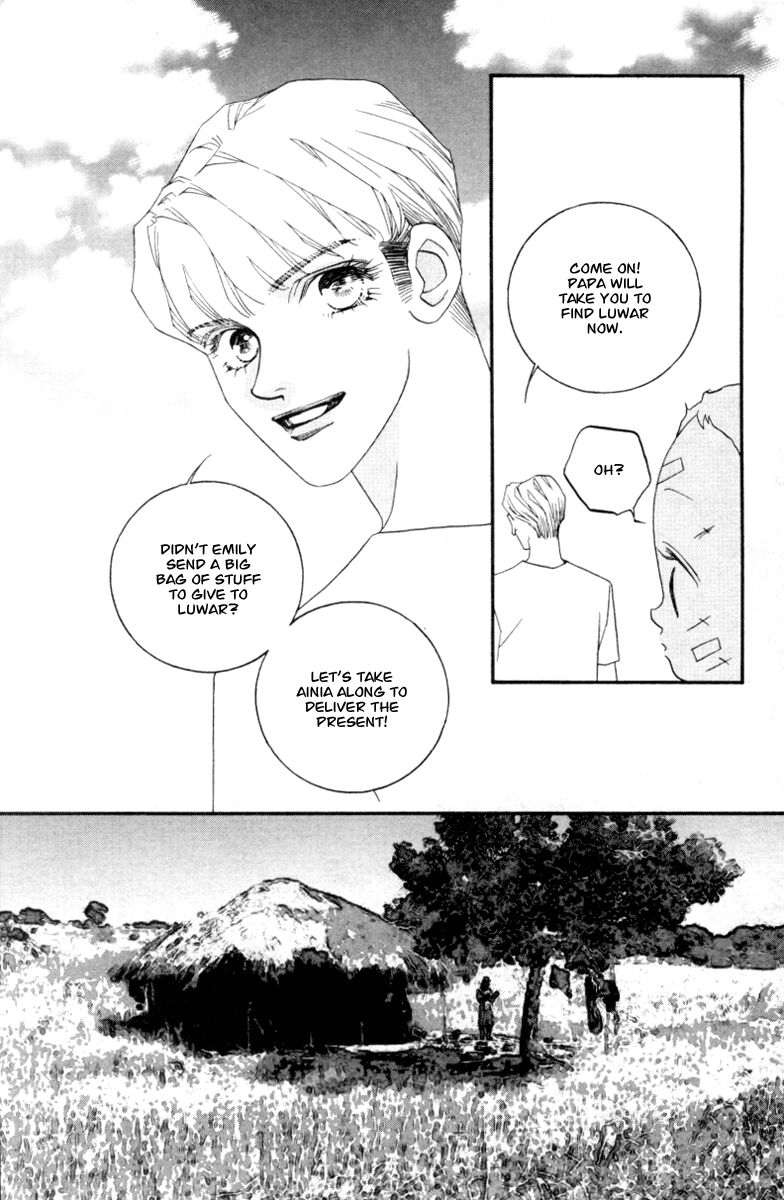 COME ON!
PAPA WILL
TAKE YOU TO
FIND LUWAR
NOW.
OH?
DIDN'T EMILY
SEND A BIG
BAG OF STUFF
TO GIVE TO
LUWAR?
LET'S TAKE
AINIA ALONG TO
DELIVER THE
PRESENT!